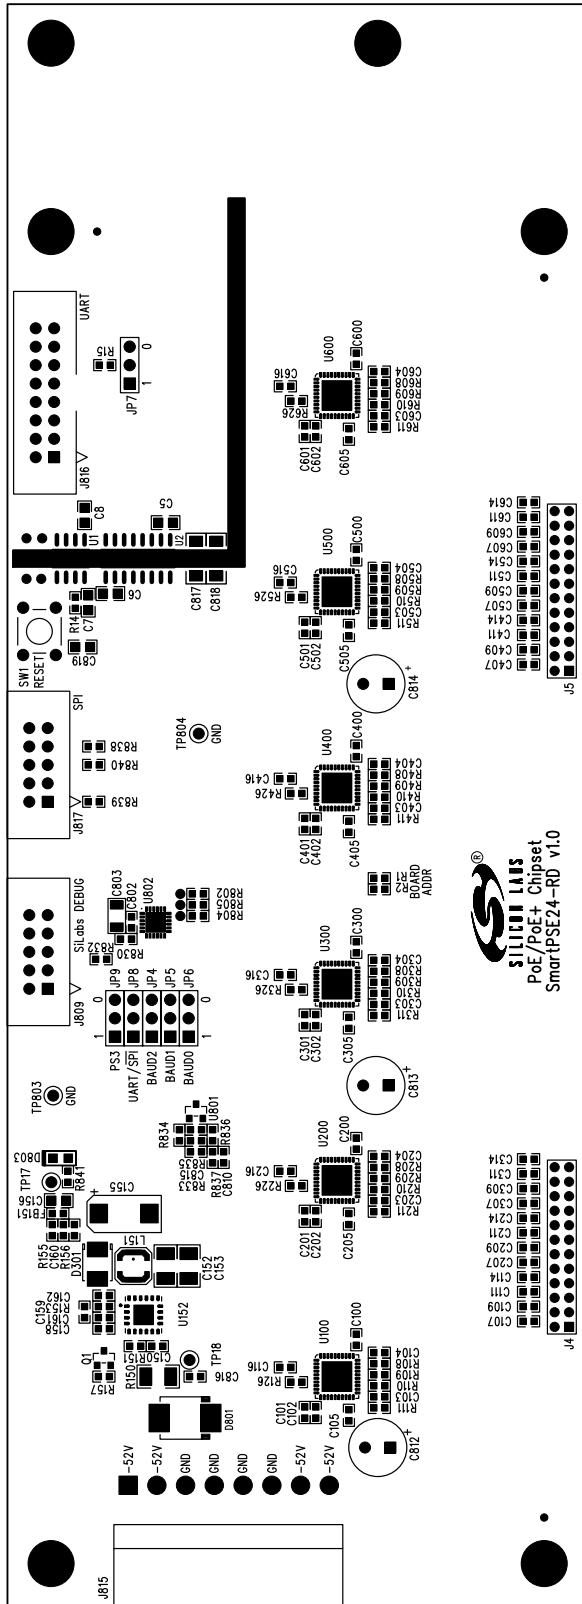 UART
R15
0
1
JP7
J816
C8
C5
U1
U2
C817
C818
R14
C7
C6
SW1
RESET
C819
SPI
J817
R838
R840
R839
TP804
GND
SiLabs DEBUG
J809
C803
C802
U802
R832
R830
R802
R805
R804
JP9
JP8
JP4
JP5
JP6
0
1
PS3
UART/SPI
BAUD2
BAUD1
BAUD0
TP803
GND
U801
R834
R836
R835
C815
R833
R837
C810
D803
R841
TP17
C156
FB151
C155
R155
C160
R156
D301
L151
C152
C153
C162
C159
R153
C161
C158
U152
Q1
R157
R151
C150
R150
TP18
C816
D801
-52V
-52V
GND
GND
GND
GND
-52V
-52V
J815
C600
U600
C616
R626
C601
C602
C605
C604
R608
R609
R610
C603
R611
C500
U500
C516
R526
C501
C502
C505
C504
R508
R509
R510
C503
R511
C814
+
C400
U400
C416
R426
C401
C402
C405
C404
R408
R409
R410
C403
R411
R1
R2
BOARD
ADDR
C300
U300
C316
R326
C301
C302
C305
C304
R308
R309
R310
C303
R311
C813
+
C200
U200
C216
R226
C201
C202
C205
C204
R208
R209
R210
C203
R211
C100
U100
C116
R126
C101
C102
C105
C104
R108
R109
R110
C103
R111
C812
+
C614
C611
C609
C607
C514
C511
C509
C507
C414
C411
C409
C407
J5
®
SILICON LABS
PoE/PoE+ Chipset
SmartPSE24-RD v1.0
C314
C311
C309
C307
C214
C211
C209
C207
C114
C111
C109
C107
J4